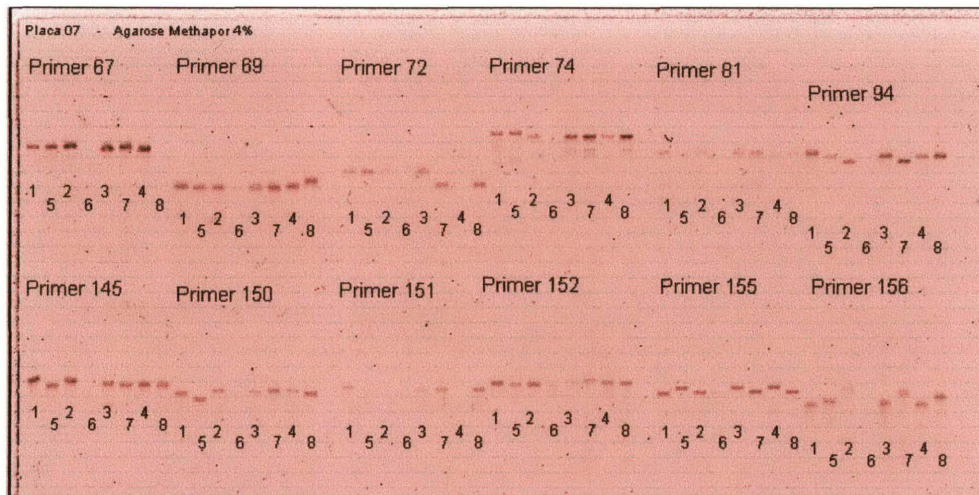 Placa 07 - Agarose Methapor 4%
Primer 67 Primer 69 Primer 72 Primer 74 Primer 81 Primer 94
1 5 2 6 3 7 4 8 1 5 2 6 3 7 4 8 1 5 2 6 3 7 4 8 1 5 2 6 3 7 4 8 1 5 2 6 3 7 4 8 1 5 2 6 3 7 4 8
Primer 145 Primer 150 Primer 151 Primer 152 Primer 155 Primer 156
1 5 2 6 3 7 4 8 1 5 2 6 3 7 4 8 1 5 2 6 3 7 4 8 1 5 2 6 3 7 4 8 1 5 2 6 3 7 4 8 1 5 2 6 3 7 4 8